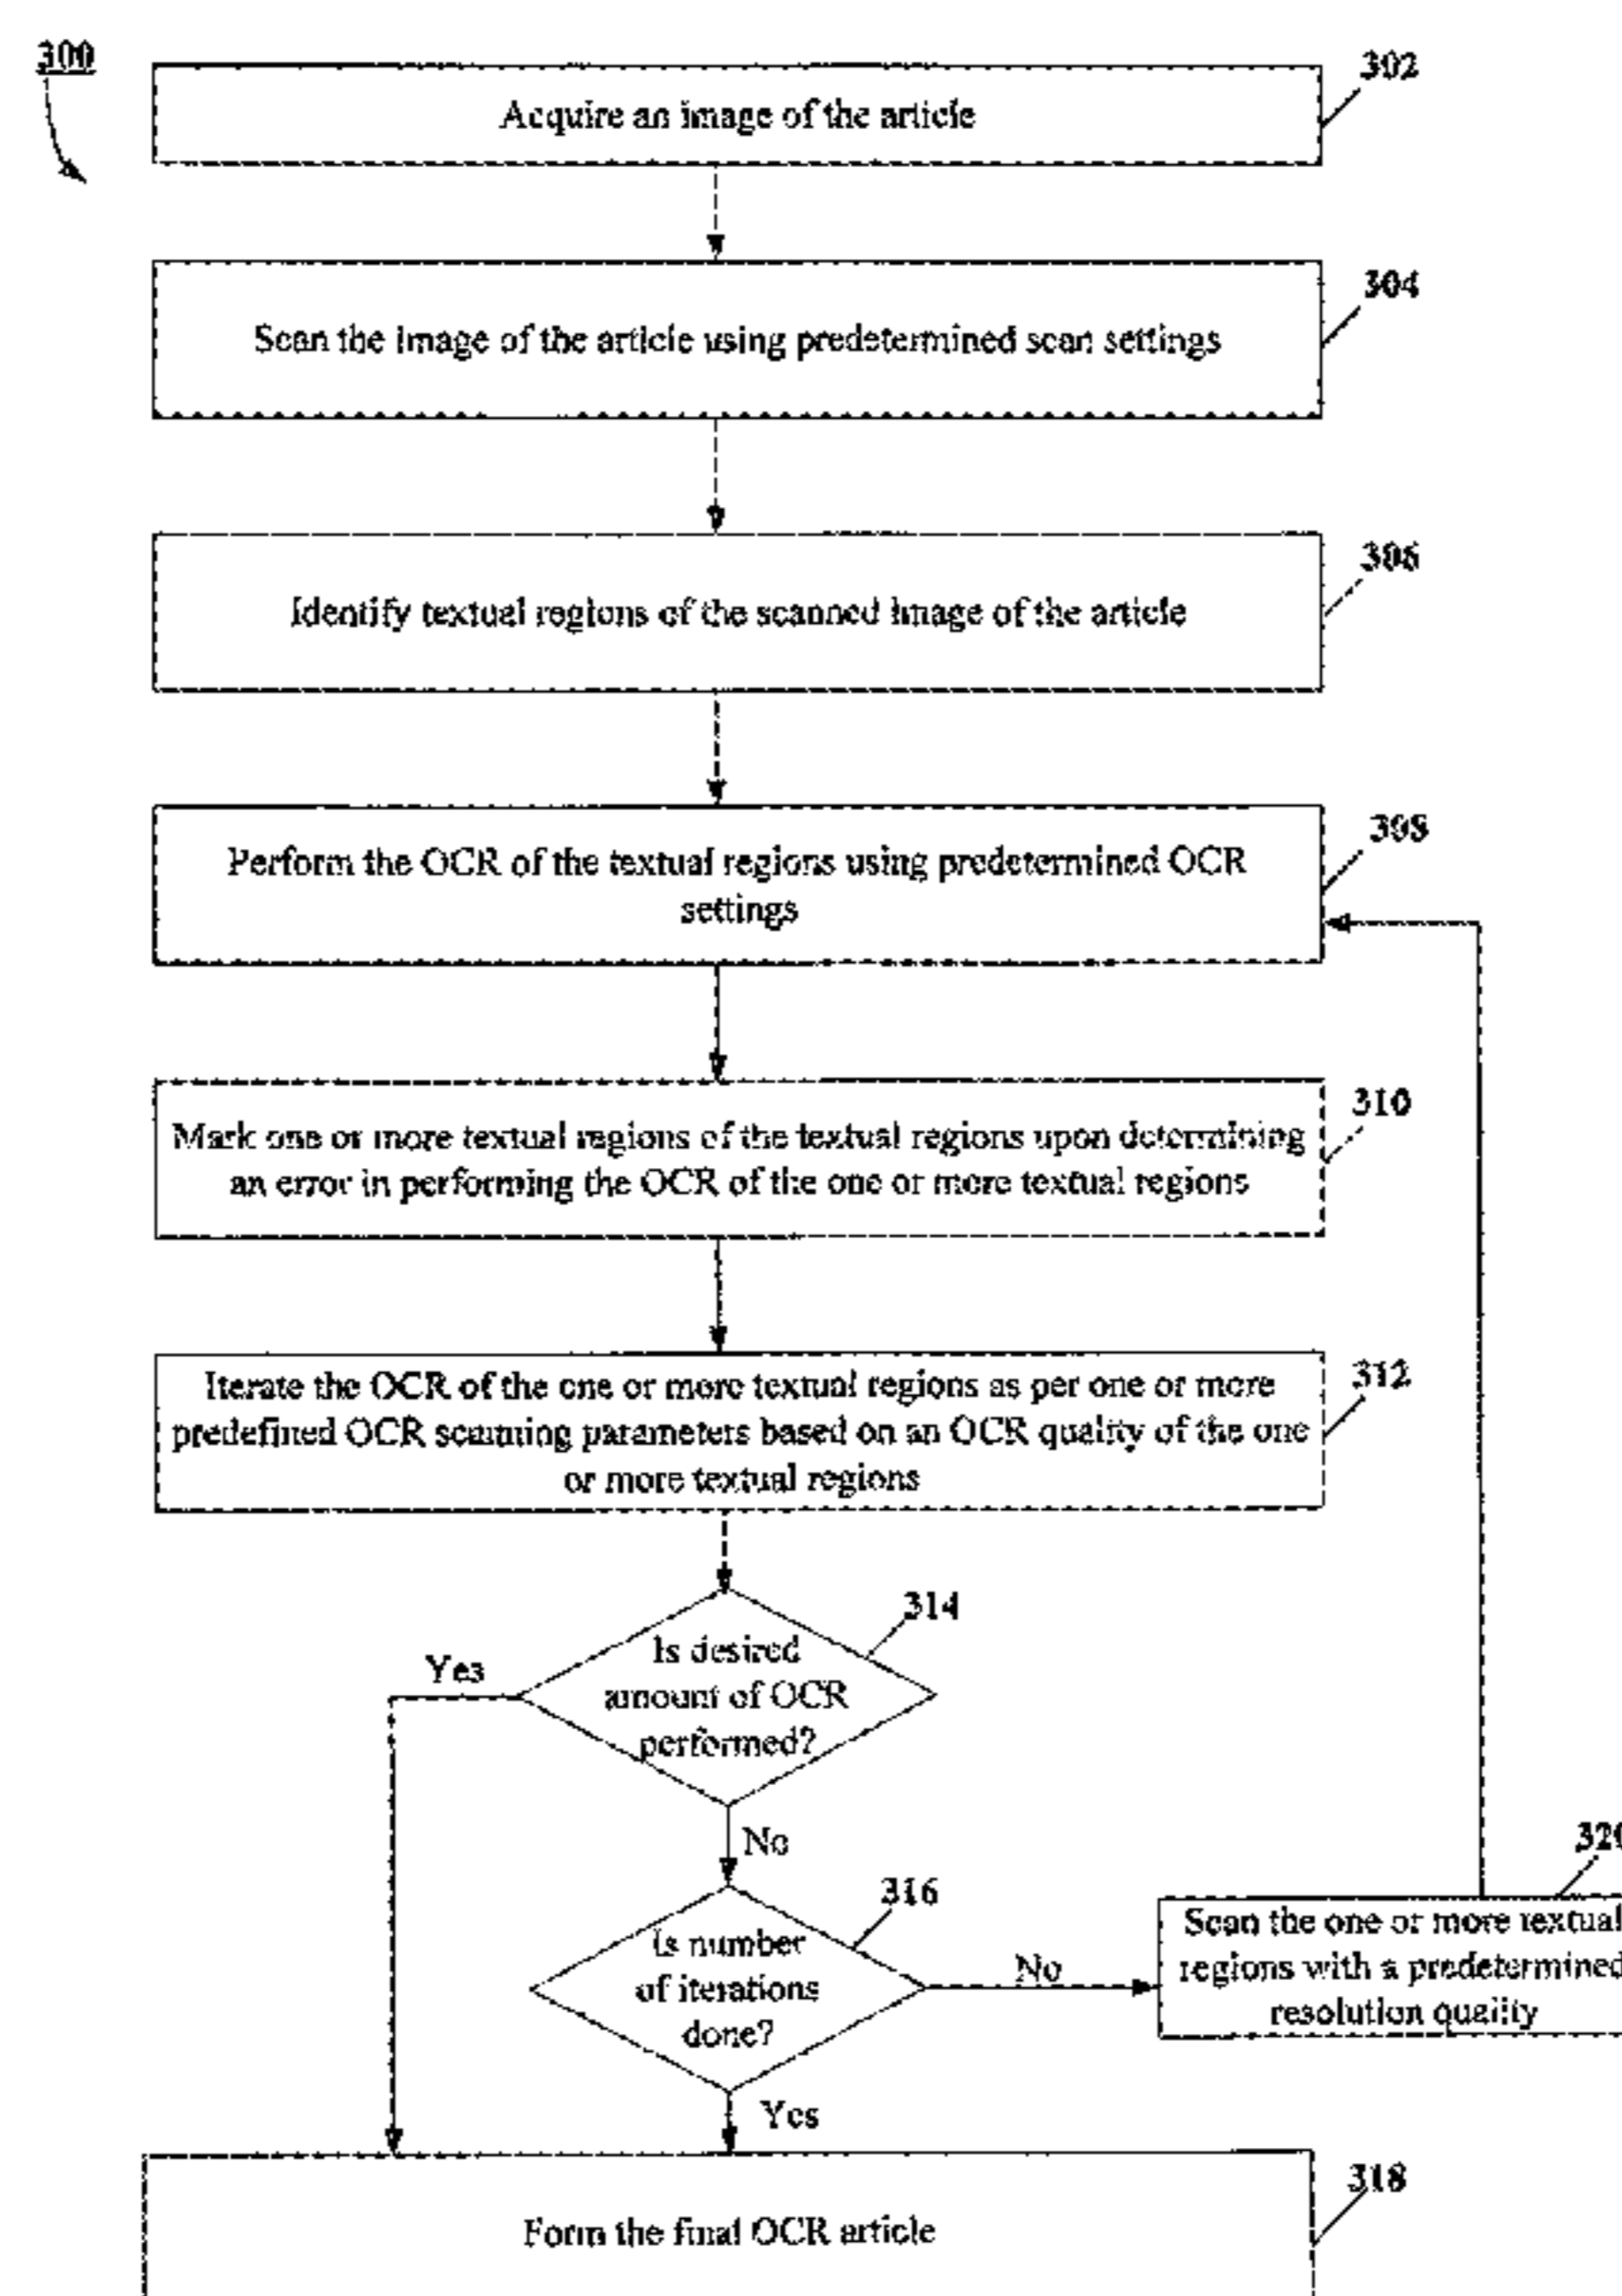 300
302
Acquire an image of the article
304
Scan the image of the article using predetermined scan settings
306
Identify textual regions of the scanned image of the article
308
Perform the OCR of the textual regions using predetermined OCR
settings
310
Mark one or more textual regions of the textual regions upon determining
an error in performing the OCR of the one or more textual regions
312
Iterate the OCR of the one or more textual regions as per one or more
predefined OCR scanning parameters based on an OCR quality of the one
or more textual regions
314
Is desired
amount of OCR
performed?
Yes
No
316
Is number
of iterations
done?
No
320
Scan the one or more textual
regions with a predetermined
resolution quality
Yes
318
Form the final OCR article